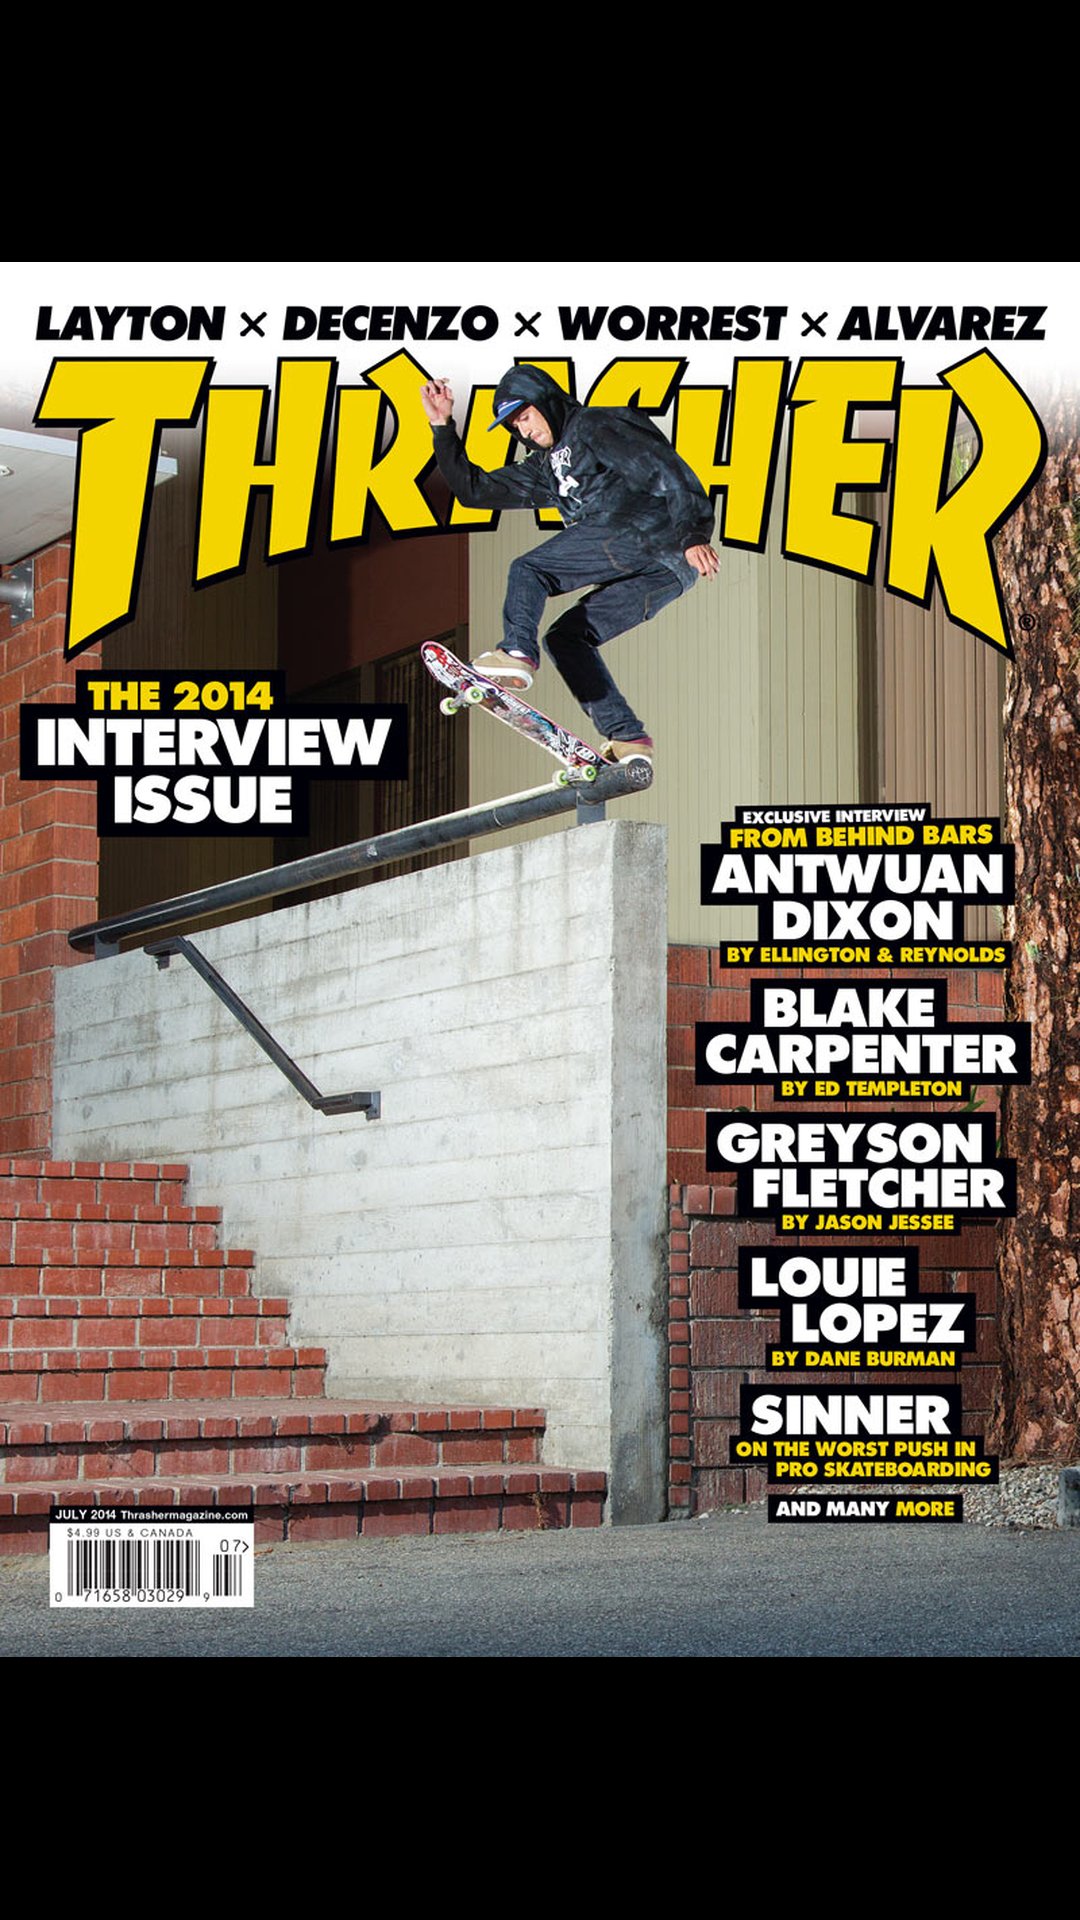 LAYTON × DECENZO × WORREST × ALVAREZ
THRASHER
®
THE 2014
INTERVIEW
ISSUE
EXCLUSIVE INTERVIEW
FROM BEHIND BARS
ANTWUAN
DIXON
BY ELLINGTON & REYNOLDS
BLAKE
CARPENTER
BY ED TEMPLETON
GREYSON
FLETCHER
BY JASON JESSEE
LOUIE
LOPEZ
BY DANE BURMAN
SINNER
ON THE WORST PUSH IN
PRO SKATEBOARDING
AND MANY MORE
JULY 2014 Thrashermagazine.com
$4.99 US & CANADA
07>
0 71658 03029 9